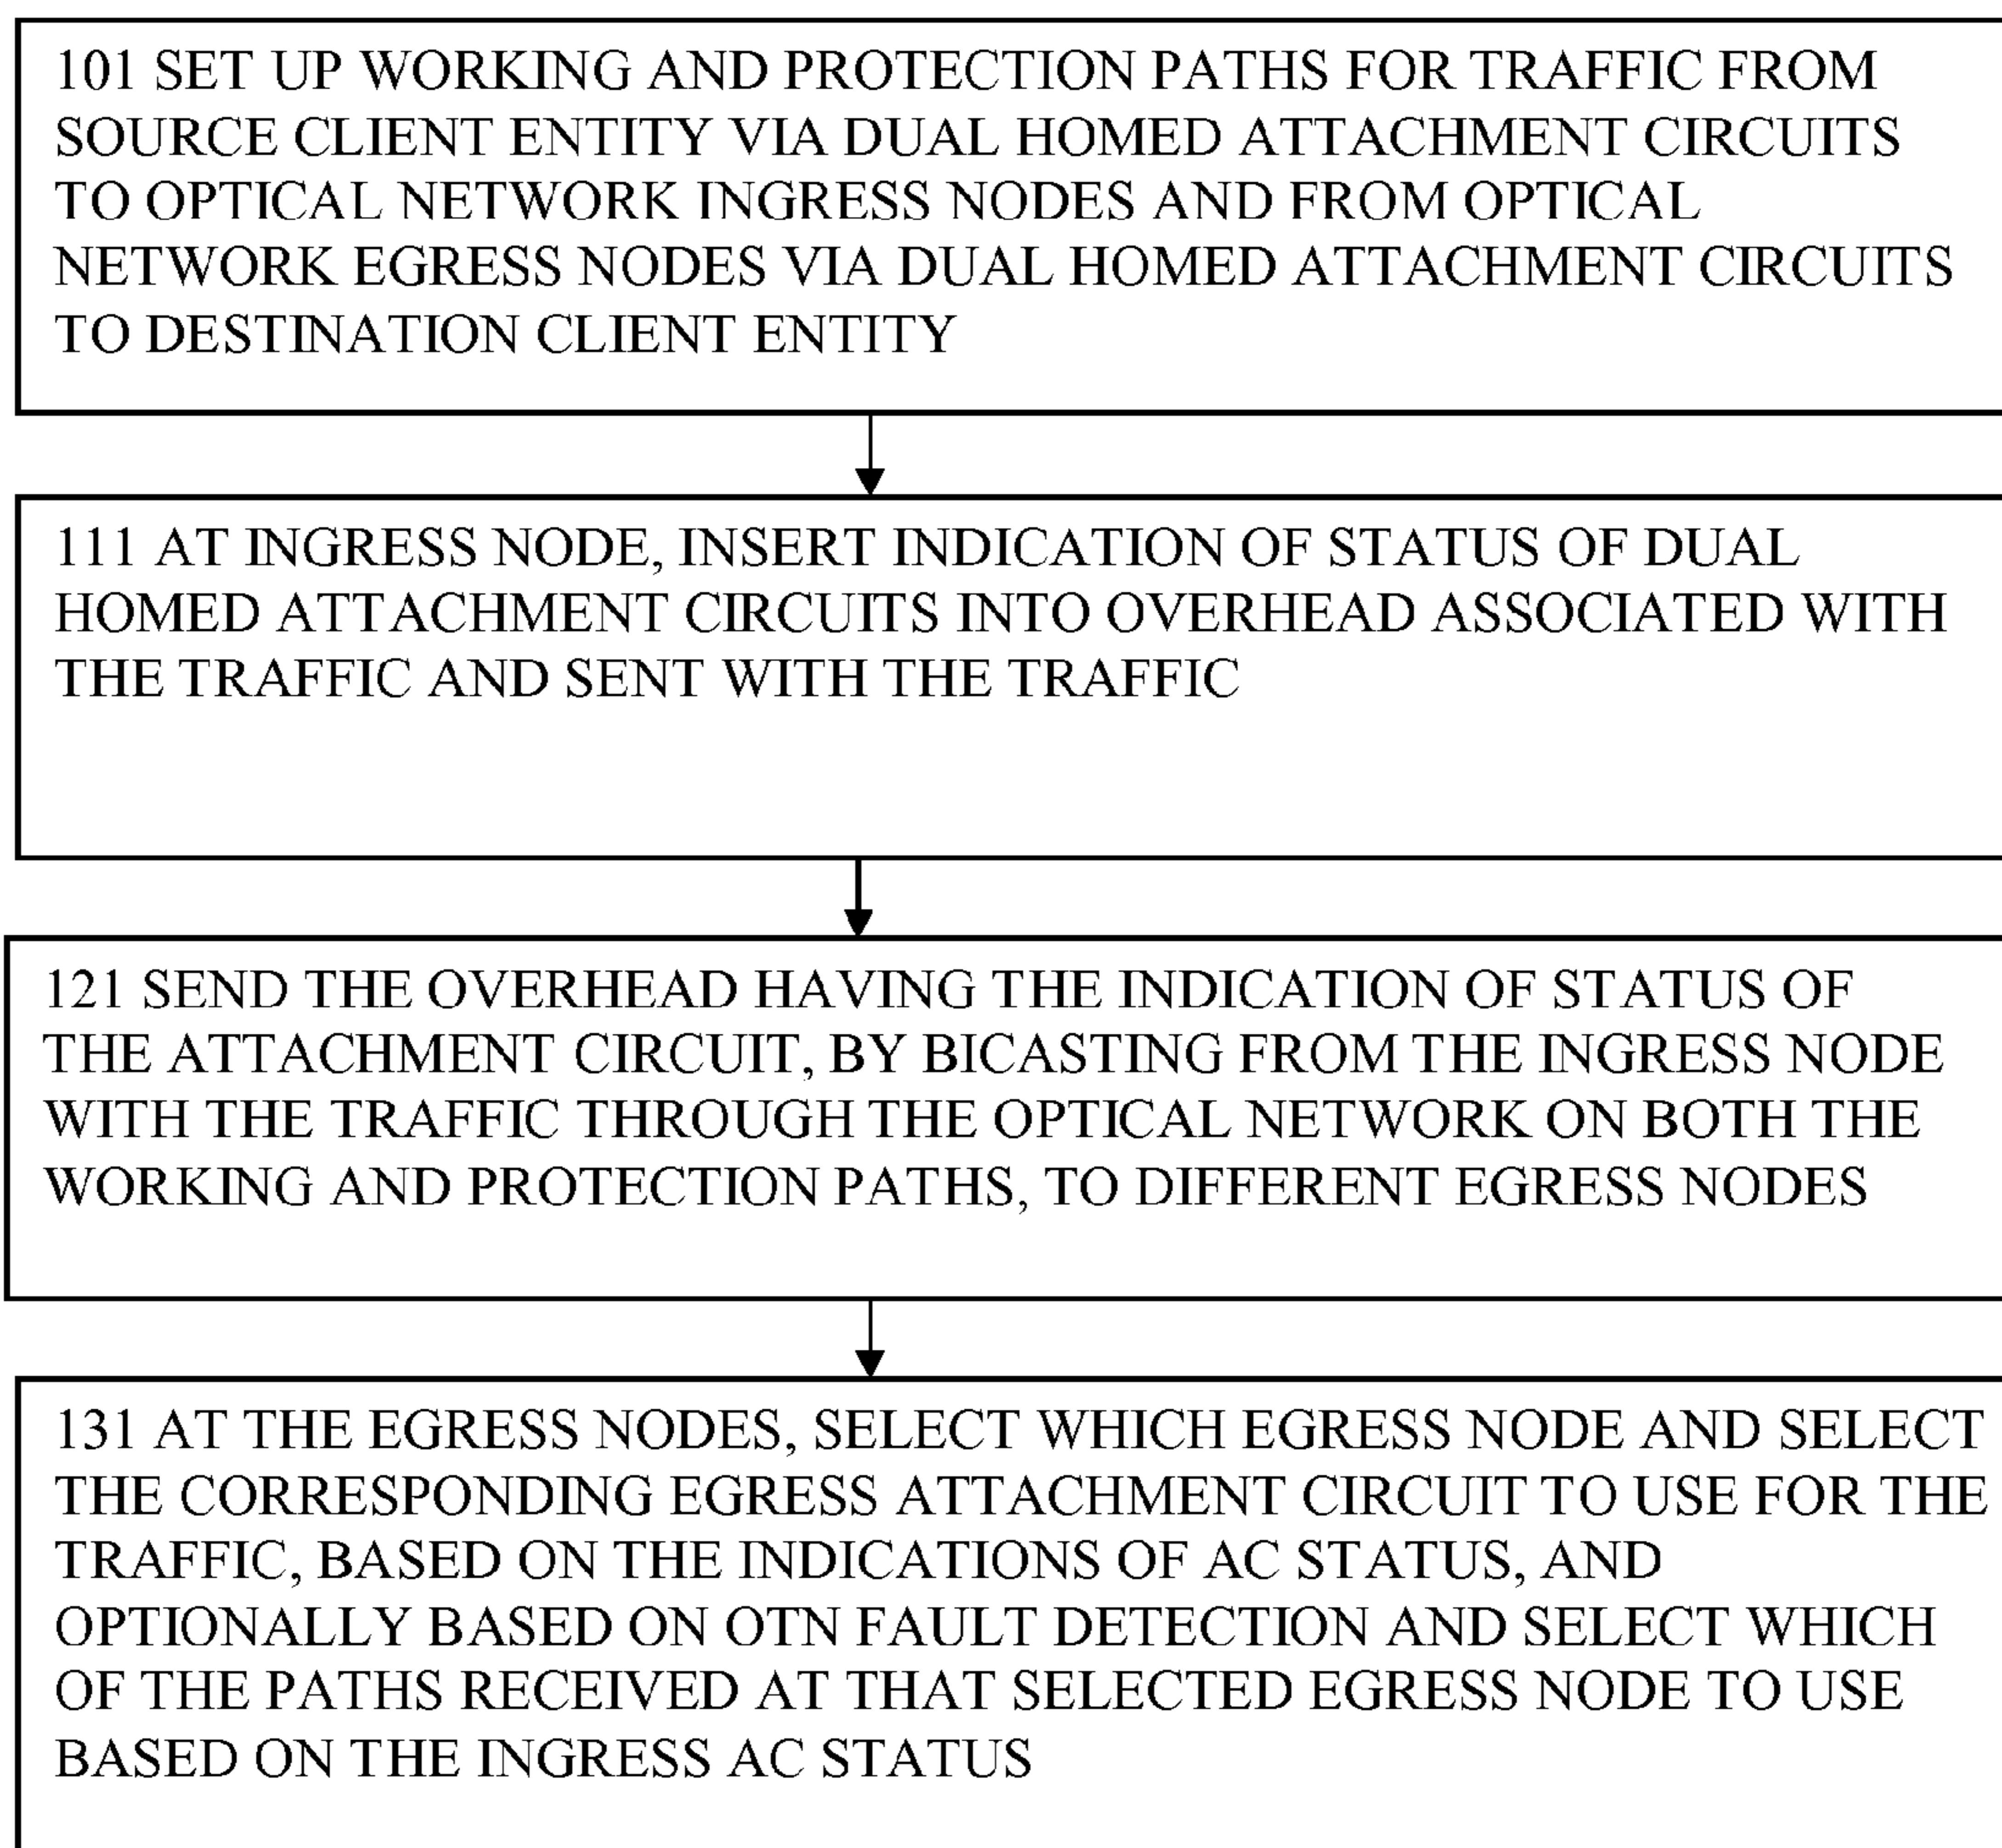 101 SET UP WORKING AND PROTECTION PATHS FOR TRAFFIC FROM
SOURCE CLIENT ENTITY VIA DUAL HOMED ATTACHMENT CIRCUITS
TO OPTICAL NETWORK INGRESS NODES AND FROM OPTICAL
NETWORK EGRESS NODES VIA DUAL HOMED ATTACHMENT CIRCUITS
TO DESTINATION CLIENT ENTITY
111 AT INGRESS NODE, INSERT INDICATION OF STATUS OF DUAL
HOMED ATTACHMENT CIRCUITS INTO OVERHEAD ASSOCIATED WITH
THE TRAFFIC AND SENT WITH THE TRAFFIC
121 SEND THE OVERHEAD HAVING THE INDICATION OF STATUS OF
THE ATTACHMENT CIRCUIT, BY BICASTING FROM THE INGRESS NODE
WITH THE TRAFFIC THROUGH THE OPTICAL NETWORK ON BOTH THE
WORKING AND PROTECTION PATHS, TO DIFFERENT EGRESS NODES
131 AT THE EGRESS NODES, SELECT WHICH EGRESS NODE AND SELECT
THE CORRESPONDING EGRESS ATTACHMENT CIRCUIT TO USE FOR THE
TRAFFIC, BASED ON THE INDICATIONS OF AC STATUS, AND
OPTIONALLY BASED ON OTN FAULT DETECTION AND SELECT WHICH
OF THE PATHS RECEIVED AT THAT SELECTED EGRESS NODE TO USE
BASED ON THE INGRESS AC STATUS